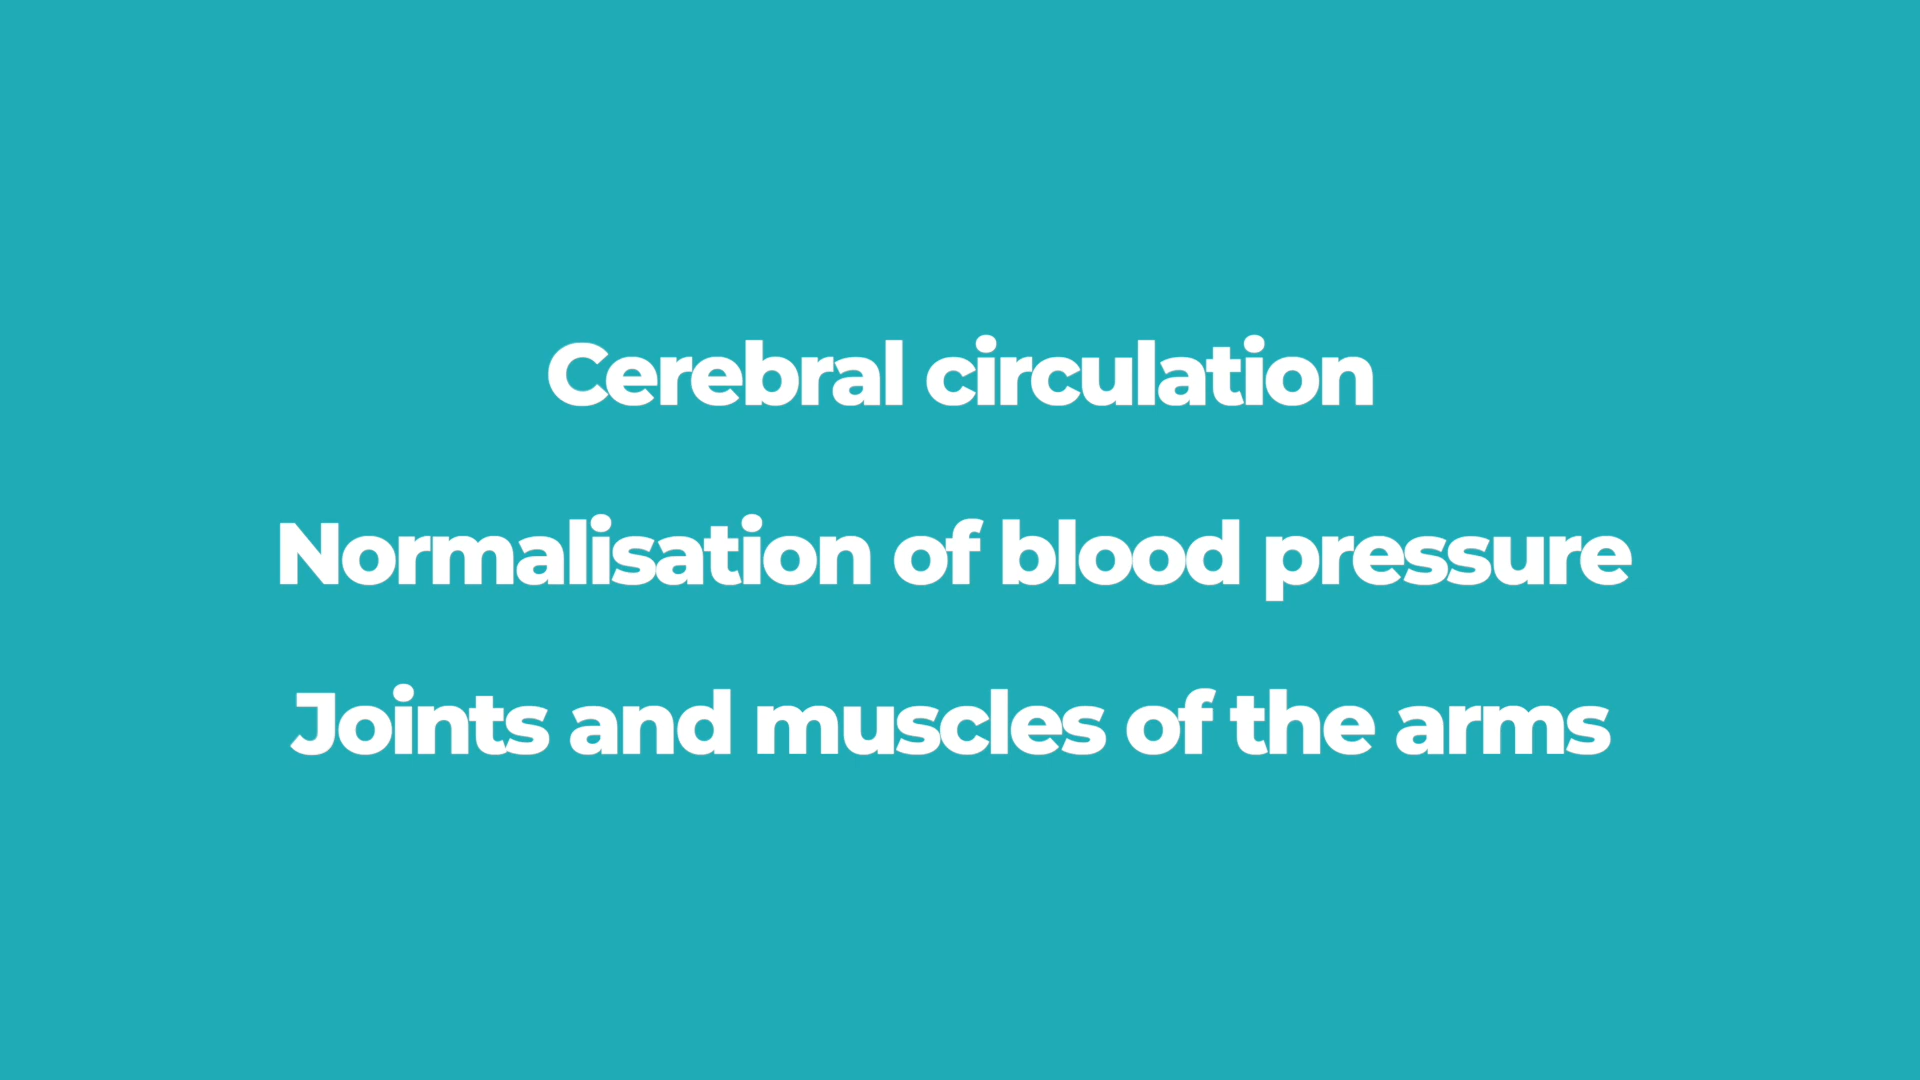 Cerebral circulation
Normalisation of blood pressure
Joints and muscles of the arms